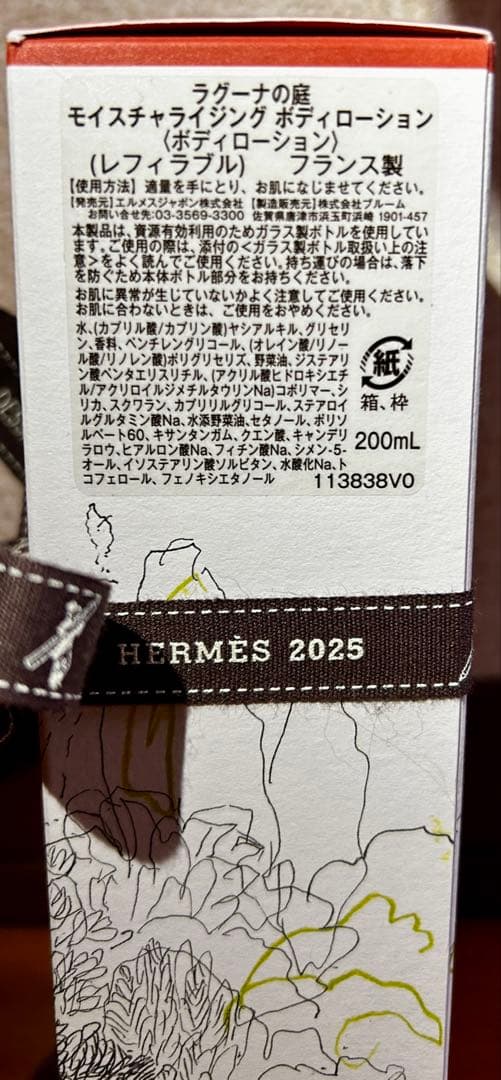 ラグーナの庭
モイスチャライジング ボディローション
〈ボディローション〉
(レフィラブル) フランス製
【使用方法】適量を手にとり、お肌になじませてください。
【発売元】エルメスジャポン株式会社 【製造販売元】株式会社ブルーム
お問い合せ先:03-3569-3300 佐賀県唐津市浜玉町浜崎 1901-457
本製品は、資源有効利用のためガラス製ボトルを使用してい
ます。ご使用の際は、添付の<ガラス製ボトル取扱い上の注
意>をよく読んでご使用ください。持ち運びの場合は、落下
を防ぐため本体ボトル部分をお持ちください。
お肌に異常が生じていないかよく注意してご使用ください。
お肌に合わないときは、ご使用をおやめください。
水、(カプリル酸/カプリン酸)ヤシアルキル、グリセリ
ン、香料、ペンチレングリコール、(オレイン酸/リノー
ル酸/リノレン酸)ポリグリセリズ、野菜油、ジステアリ
ン酸ペンタエリスリチル、(アクリル酸ヒドロキシエチ
ル/アクリロイルジメチルタウリンNa)コポリマー、シ
リカ、スクワラン、カプリリルグリコール、ステアロイ
ルグルタミン酸Na、水添野菜油、セタノール、ポリソ
ルベート60、キサンタンガム、クエン酸、キャンデリ
ラロウ、ヒアルロン酸Na、フィチン酸Na、シメン-5-
オール、イソステアリン酸ソルビタン、水酸化Na、ト
コフェロール、フェノキシエタノール
紙
箱、枠
200mL
113838V0
HERMÈS 2025